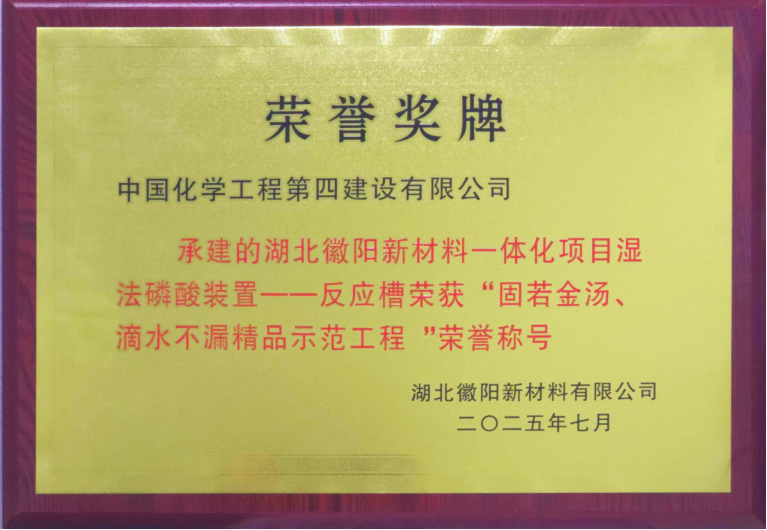 荣誉奖牌
中国化学工程第四建设有限公司
承建的湖北徽阳新材料一体化项目湿
法磷酸装置——反应槽荣获“固若金汤、
滴水不漏精品示范工程 ”荣誉称号
湖北徽阳新材料有限公司
二〇二五年七月